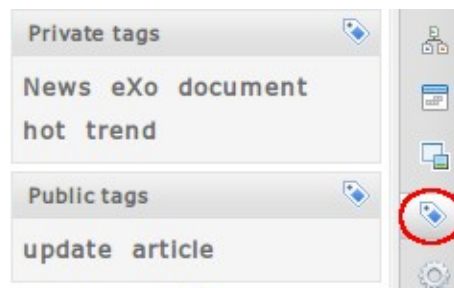 Private tags
News eXo document
hot trend
Public tags
update article